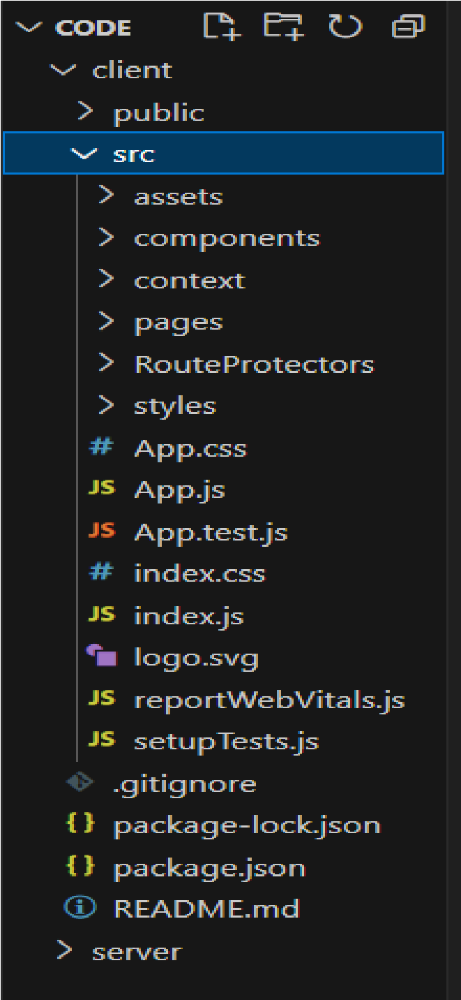 CODE
client
public
src
assets
components
context
pages
RouteProtectors
styles
# App.css
JS App.js
JS App.test.js
# index.css
JS index.js
logo.svg
JS reportWebVitals.js
JS setupTests.js
.gitignore
{} package-lock.json
{} package.json
README.md
server